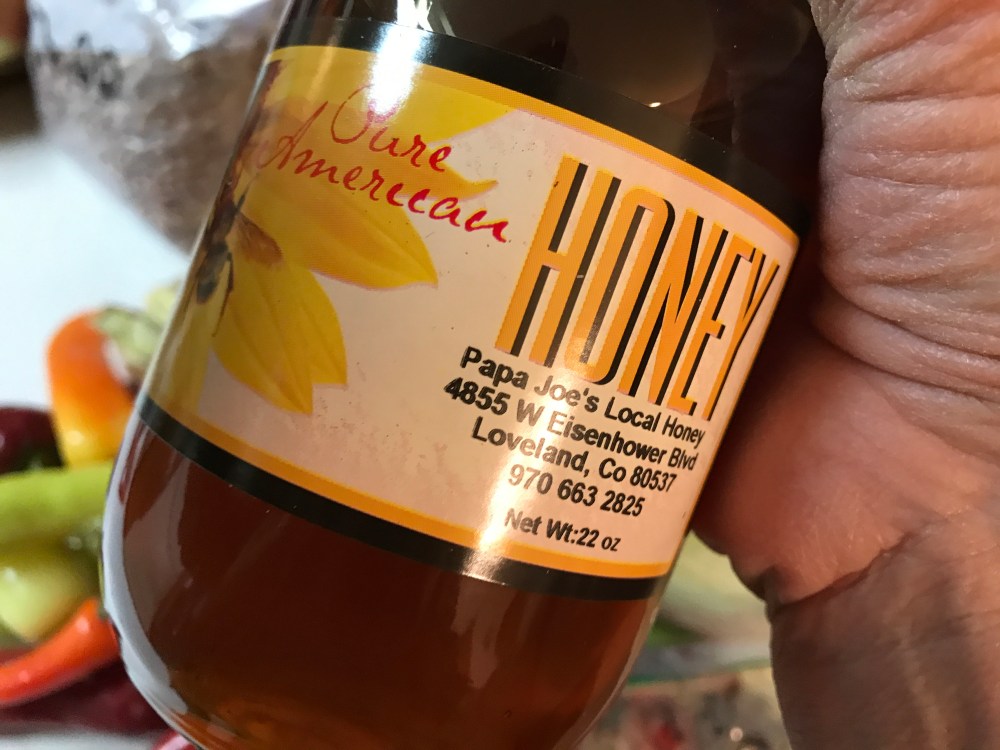 Pure
American
HONEY
Papa Joe's Local Honey
4855 W Eisenhower Blvd
Loveland, Co 80537
970 663 2825
Net Wt:22 oz